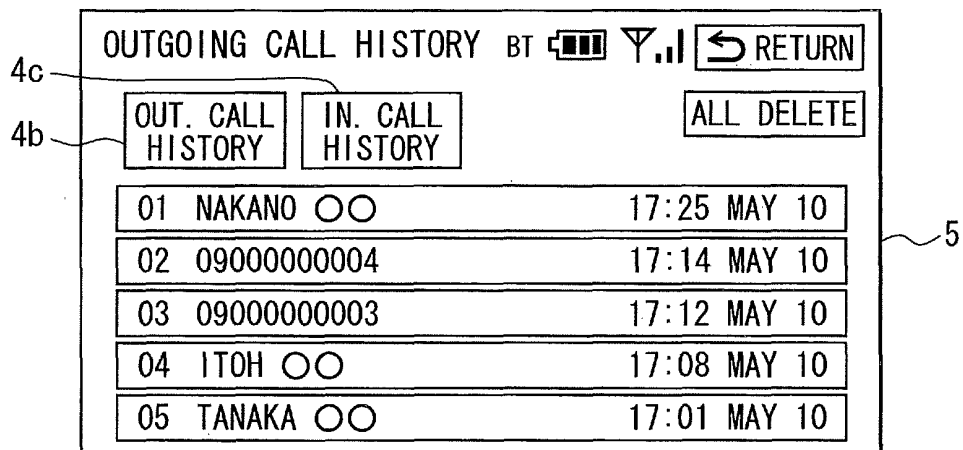 OUTGOING CALL HISTORY BT RETURN
4c
4b
OUT. CALL HISTORY
IN. CALL HISTORY
ALL DELETE
01 NAKANO ○○ 17:25 MAY 10
02 09000000004 17:14 MAY 10
03 09000000003 17:12 MAY 10
04 ITOH ○○ 17:08 MAY 10
05 TANAKA ○○ 17:01 MAY 10
5